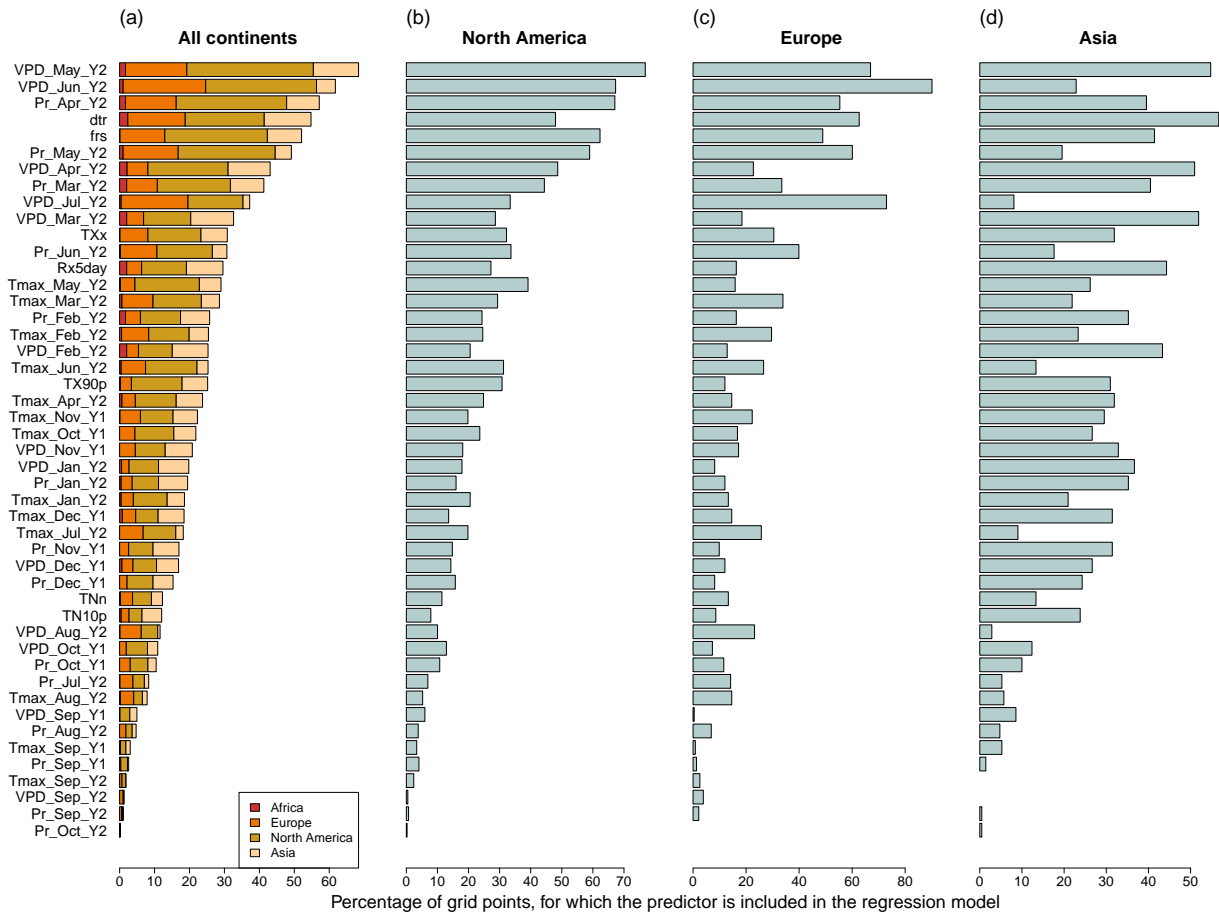 (a) (b) (c) (d)
All continents North America Europe Asia
VPD_May_Y2
VPD_Jun_Y2
Pr_Apr_Y2
dtr
frs
Pr_May_Y2
VPD_Apr_Y2
Pr_Mar_Y2
VPD_Jul_Y2
VPD_Mar_Y2
TXx
Pr_Jun_Y2
Rx5day
Tmax_May_Y2
Tmax_Mar_Y2
Pr_Feb_Y2
Tmax_Feb_Y2
VPD_Feb_Y2
Tmax_Jun_Y2
TX90p
Tmax_Apr_Y2
Tmax_Nov_Y1
Tmax_Oct_Y1
VPD_Nov_Y1
VPD_Jan_Y2
Pr_Jan_Y2
Tmax_Jan_Y2
Tmax_Dec_Y1
Tmax_Jul_Y2
Pr_Nov_Y1
VPD_Dec_Y1
Pr_Dec_Y1
TNn
TN10p
VPD_Aug_Y2
VPD_Oct_Y1
Pr_Oct_Y1
Pr_Jul_Y2
Tmax_Aug_Y2
VPD_Sep_Y1
Pr_Aug_Y2
Tmax_Sep_Y1
Pr_Sep_Y1
Tmax_Sep_Y2
VPD_Sep_Y2
Pr_Sep_Y2
Pr_Oct_Y2
Africa
Europe
North America
Asia
0 10 20 30 40 50 60 0 10 20 30 40 50 60 70 0 20 40 60 80 0 10 20 30 40 50
Percentage of grid points, for which the predictor is included in the regression model